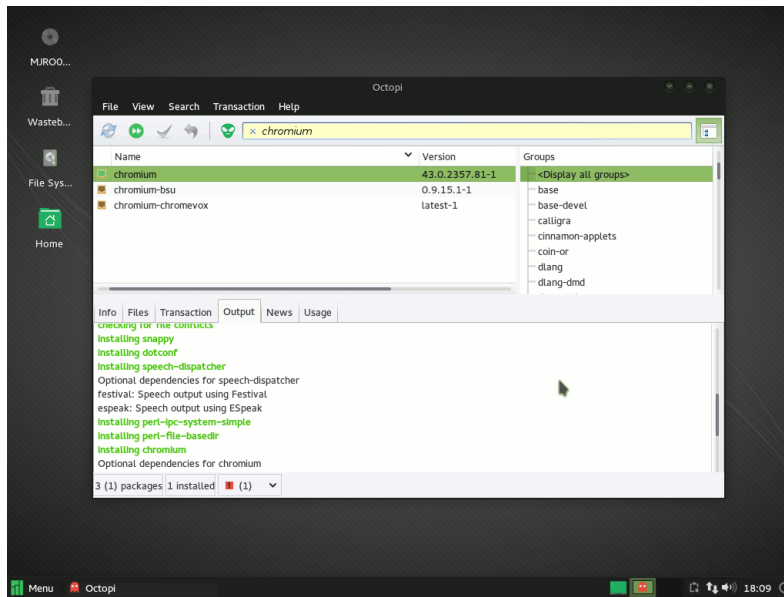 MJRO0...
Wasteb...
File Sys...
Home
Octopi
File View Search Transaction Help
chromium
Name Version Groups
chromium 43.0.2357.81-1 <Display all groups>
chromium-bsu 0.9.15.1-1 base
chromium-chromevox latest-1 base-devel
calligra
cinnamon-applets
coin-or
dlang
dlang-dmd
Info Files Transaction Output News Usage
checking for file conflicts
Installing snappy
Installing dotconf
Installing speech-dispatcher
Optional dependencies for speech-dispatcher
festival: Speech output using Festival
espeak: Speech output using ESpeak
Installing perl-ipc-system-simple
Installing perl-file-basedir
Installing chromium
Optional dependencies for chromium
3 (1) packages 1 installed (1)
Menu Octopi 18:09